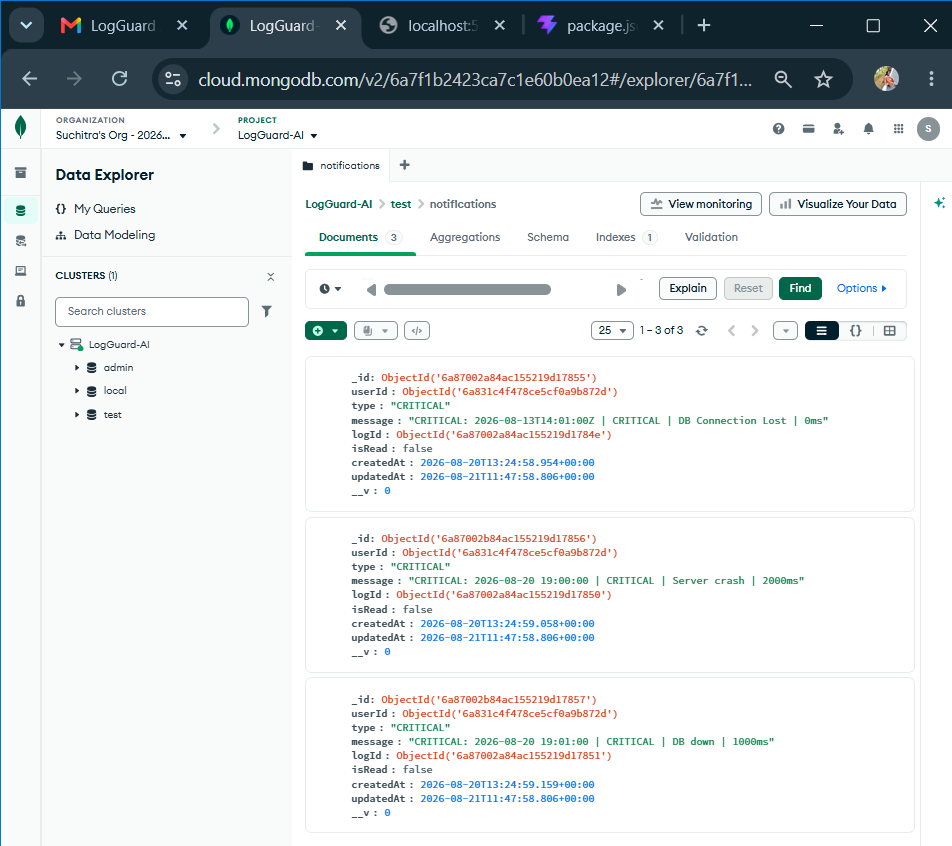 LogGuard
LogGuard-
localhost:5
package.js
cloud.mongodb.com/v2/6a7f1b2423ca7c1e60b0ea12#/explorer/6a7f1...
ORGANIZATION
Suchitra's Org - 2026...
PROJECT
LogGuard-AI
S
Data Explorer
My Queries
Data Modeling
CLUSTERS (1)
Search clusters
LogGuard-AI
admin
local
test
notifications
LogGuard-AI > test > notifications
View monitoring
Visualize Your Data
Documents 3
Aggregations
Schema
Indexes 1
Validation
Explain
Reset
Find
Options
25
1 – 3 of 3
_id: ObjectId('6a87002a84ac155219d17855')
userId : ObjectId('6a831c4f478ce5cf0a9b872d')
type : "CRITICAL"
message : "CRITICAL: 2026-08-13T14:01:00Z | CRITICAL | DB Connection Lost | 0ms"
logId : ObjectId('6a87002a84ac155219d1784e')
isRead : false
createdAt : 2026-08-20T13:24:58.954+00:00
updatedAt : 2026-08-21T11:47:58.806+00:00
__v : 0
_id: ObjectId('6a87002b84ac155219d17856')
userId : ObjectId('6a831c4f478ce5cf0a9b872d')
type : "CRITICAL"
message : "CRITICAL: 2026-08-20 19:00:00 | CRITICAL | Server crash | 2000ms"
logId : ObjectId('6a87002a84ac155219d17850')
isRead : false
createdAt : 2026-08-20T13:24:59.058+00:00
updatedAt : 2026-08-21T11:47:58.806+00:00
__v : 0
_id: ObjectId('6a87002b84ac155219d17857')
userId : ObjectId('6a831c4f478ce5cf0a9b872d')
type : "CRITICAL"
message : "CRITICAL: 2026-08-20 19:01:00 | CRITICAL | DB down | 1000ms"
logId : ObjectId('6a87002a84ac155219d17851')
isRead : false
createdAt : 2026-08-20T13:24:59.159+00:00
updatedAt : 2026-08-21T11:47:58.806+00:00
__v : 0